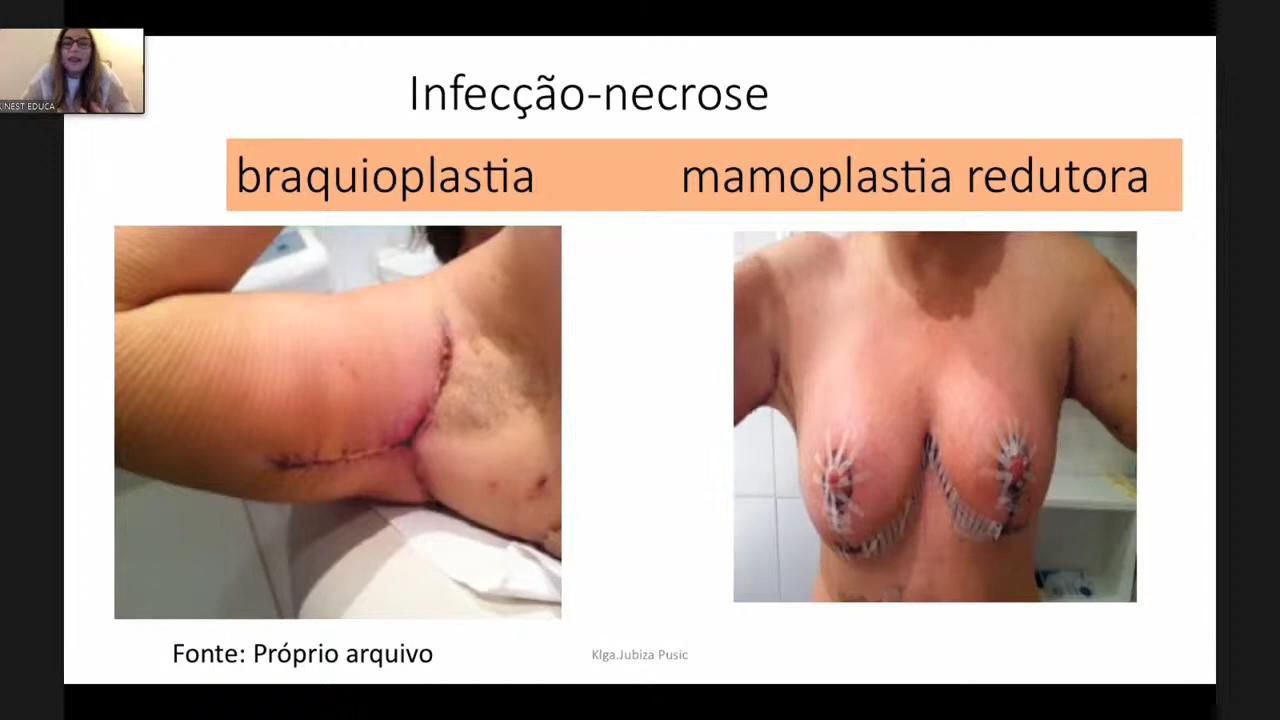 Infecção-necrose
braquioplastia mamoplastia redutora
Fonte: Próprio arquivo
Klga.Jubiza Pusic